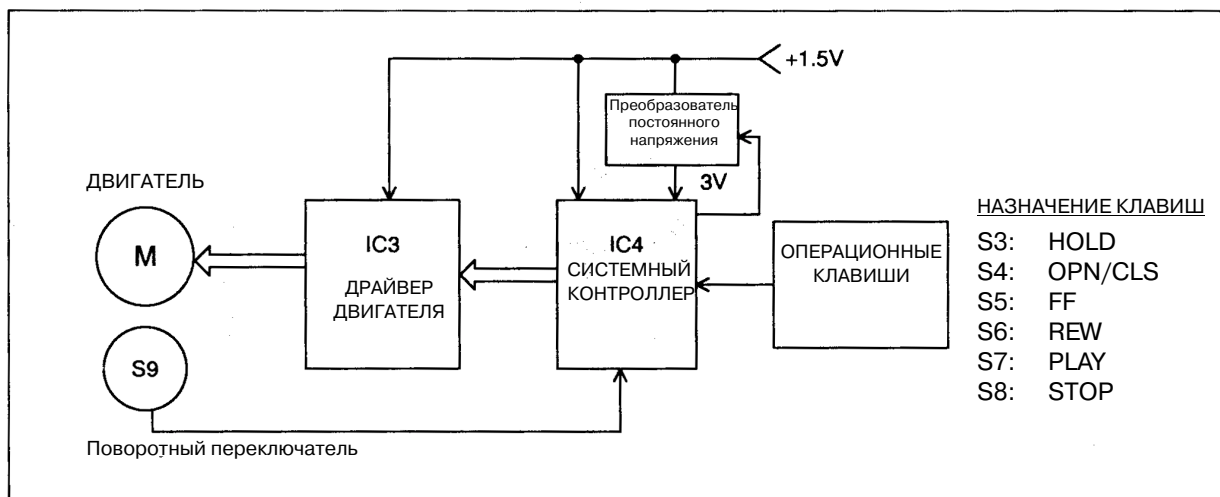 +1.5V
Преобразователь
постоянного
напряжения
3V
ДВИГАТЕЛЬ
M
IC3
ДРАЙВЕР
ДВИГАТЕЛЯ
IC4
СИСТЕМНЫЙ
КОНТРОЛЛЕР
ОПЕРАЦИОННЫЕ
КЛАВИШИ
НАЗНАЧЕНИЕ КЛАВИШ
S3: HOLD
S4: OPN/CLS
S5: FF
S6: REW
S7: PLAY
S8: STOP
S9
Поворотный переключатель